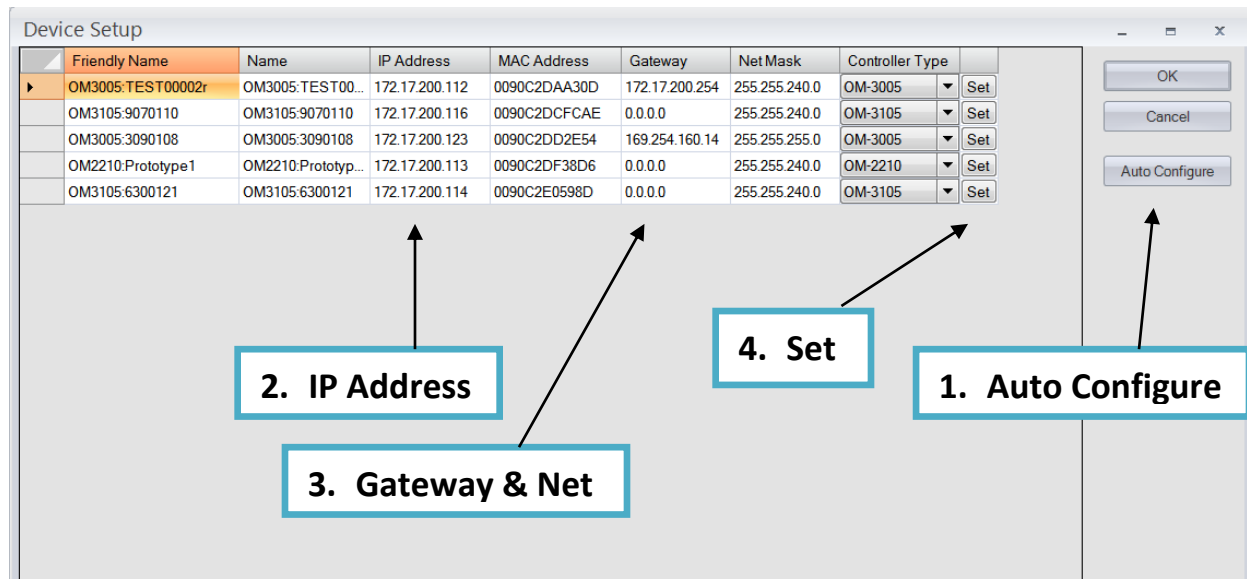 Device Setup
Friendly Name Name IP Address MAC Address Gateway Net Mask Controller Type
OM3005:TEST00002r OM3005:TEST00... 172.17.200.112 0090C2DAA30D 172.17.200.254 255.255.240.0 OM-3005 Set
OM3105:9070110 OM3105:9070110 172.17.200.116 0090C2DCFCAE 0.0.0.0 255.255.240.0 OM-3105 Set
OM3005:3090108 OM3005:3090108 172.17.200.123 0090C2DD2E54 169.254.160.14 255.255.255.0 OM-3005 Set
OM2210:Prototype1 OM2210:Prototyp... 172.17.200.113 0090C2DF38D6 0.0.0.0 255.255.240.0 OM-2210 Set
OM3105:6300121 OM3105:6300121 172.17.200.114 0090C2E0598D 0.0.0.0 255.255.240.0 OM-3105 Set
OK
Cancel
Auto Configure
4. Set
2. IP Address
1. Auto Configure
3. Gateway & Net